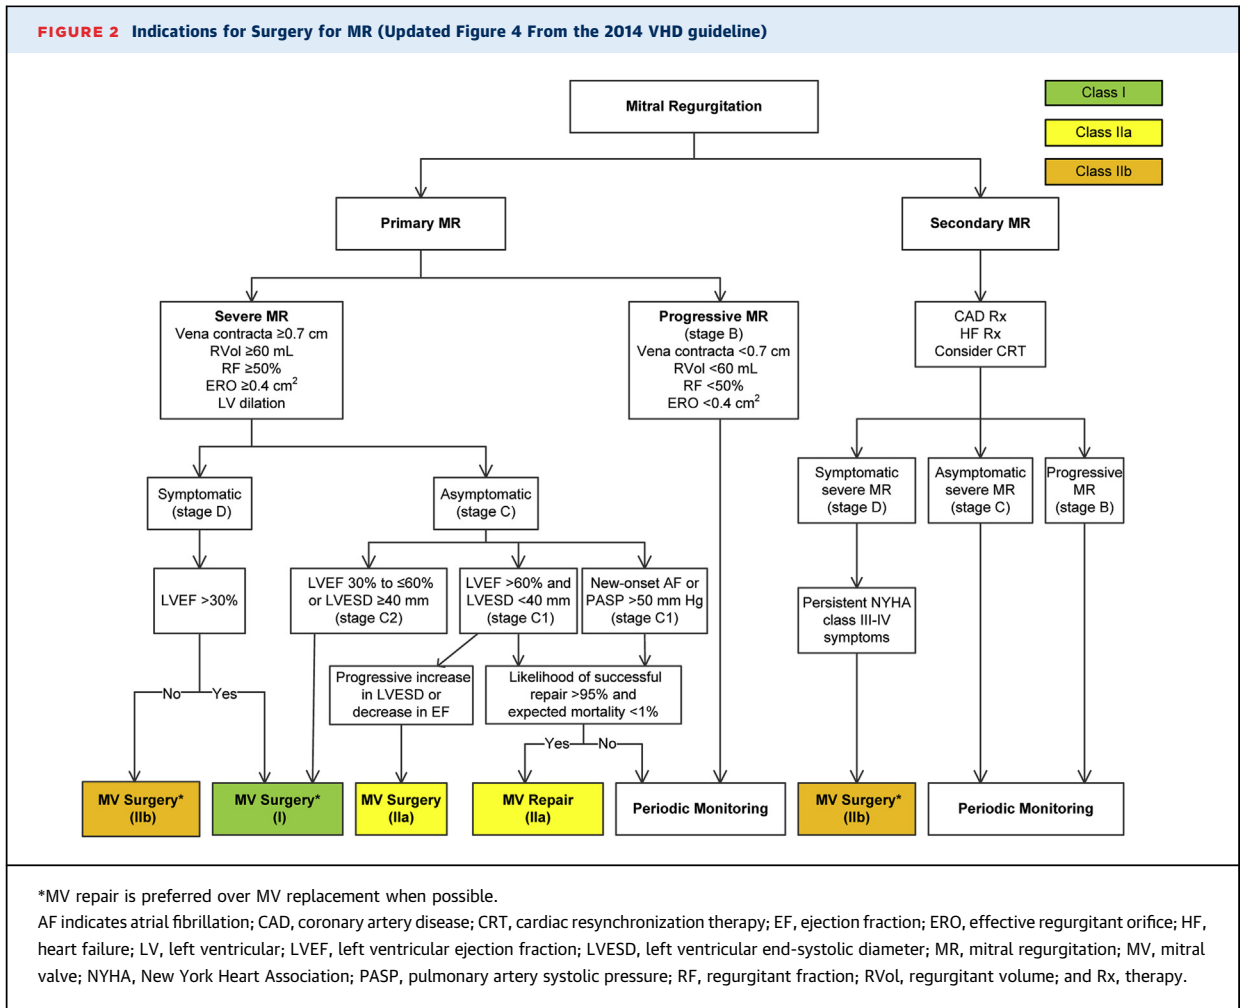 FIGURE 2 Indications for Surgery for MR (Updated Figure 4 From the 2014 VHD guideline)
Mitral Regurgitation
Class I
Class IIa
Class IIb
Primary MR
Secondary MR
Severe MR
Vena contracta ≥0.7 cm
RVol ≥60 mL
RF ≥50%
ERO ≥0.4 cm²
LV dilation
Progressive MR
(stage B)
Vena contracta <0.7 cm
RVol <60 mL
RF <50%
ERO <0.4 cm²
CAD Rx
HF Rx
Consider CRT
Symptomatic
(stage D)
Asymptomatic
(stage C)
Symptomatic
severe MR
(stage D)
Asymptomatic
severe MR
(stage C)
Progressive
MR
(stage B)
LVEF >30%
LVEF 30% to ≤60%
or LVESD ≥40 mm
(stage C2)
LVEF >60% and
LVESD <40 mm
(stage C1)
New-onset AF or
PASP >50 mm Hg
(stage C1)
Persistent NYHA
class III-IV
symptoms
Progressive increase
in LVESD or
decrease in EF
Likelihood of successful
repair >95% and
expected mortality <1%
No
Yes
Yes
No
MV Surgery*
(IIb)
MV Surgery*
(I)
MV Surgery
(IIa)
MV Repair
(IIa)
Periodic Monitoring
MV Surgery*
(IIb)
Periodic Monitoring
*MV repair is preferred over MV replacement when possible.
AF indicates atrial fibrillation; CAD, coronary artery disease; CRT, cardiac resynchronization therapy; EF, ejection fraction; ERO, effective regurgitant orifice; HF,
heart failure; LV, left ventricular; LVEF, left ventricular ejection fraction; LVESD, left ventricular end-systolic diameter; MR, mitral regurgitation; MV, mitral
valve; NYHA, New York Heart Association; PASP, pulmonary artery systolic pressure; RF, regurgitant fraction; RVol, regurgitant volume; and Rx, therapy.